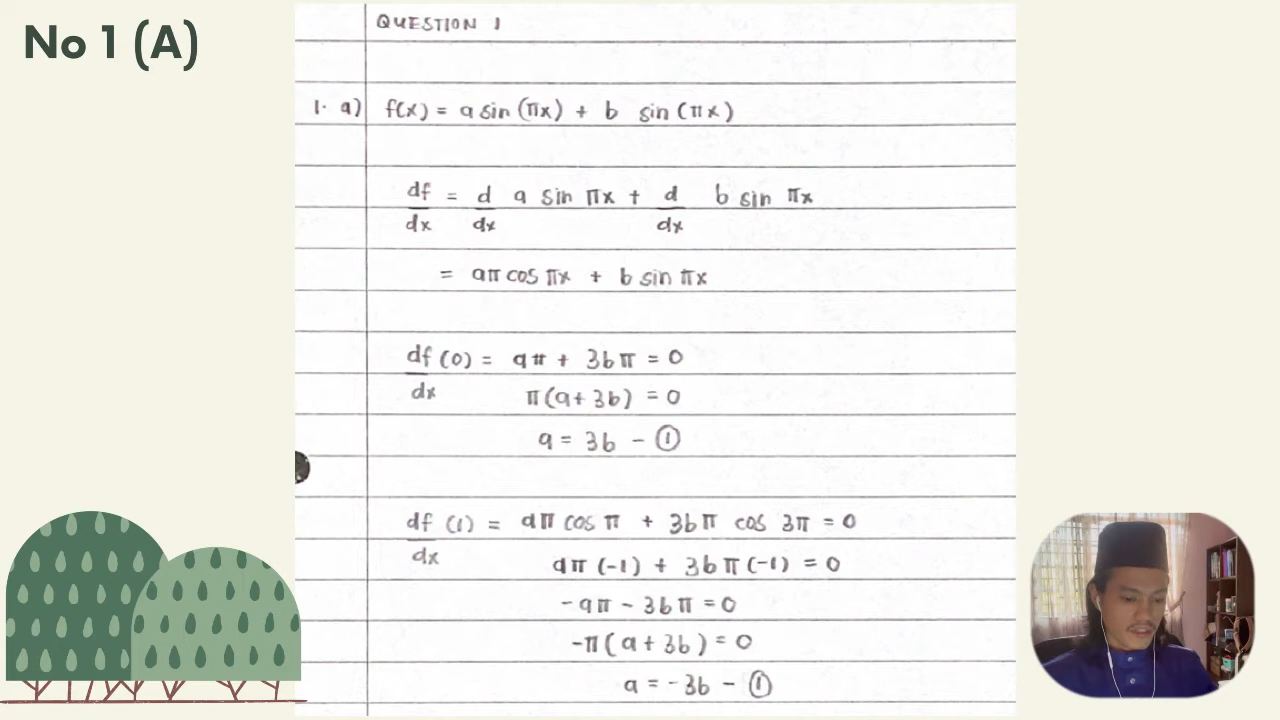 No 1 (A)
QUESTION 1
1. a) f(x) = a sin (πx) + b sin (πx)
df/dx = d/dx a sin πx + d/dx b sin πx
= aπ cos πx + b sin πx
df/dx (0) = aπ + 3bπ = 0
π(a+3b) = 0
a = 3b - ①
df/dx (1) = aπ cos π + 3bπ cos 3π = 0
aπ (-1) + 3bπ (-1) = 0
-aπ - 3bπ = 0
-π(a+3b) = 0
a = -3b - ①